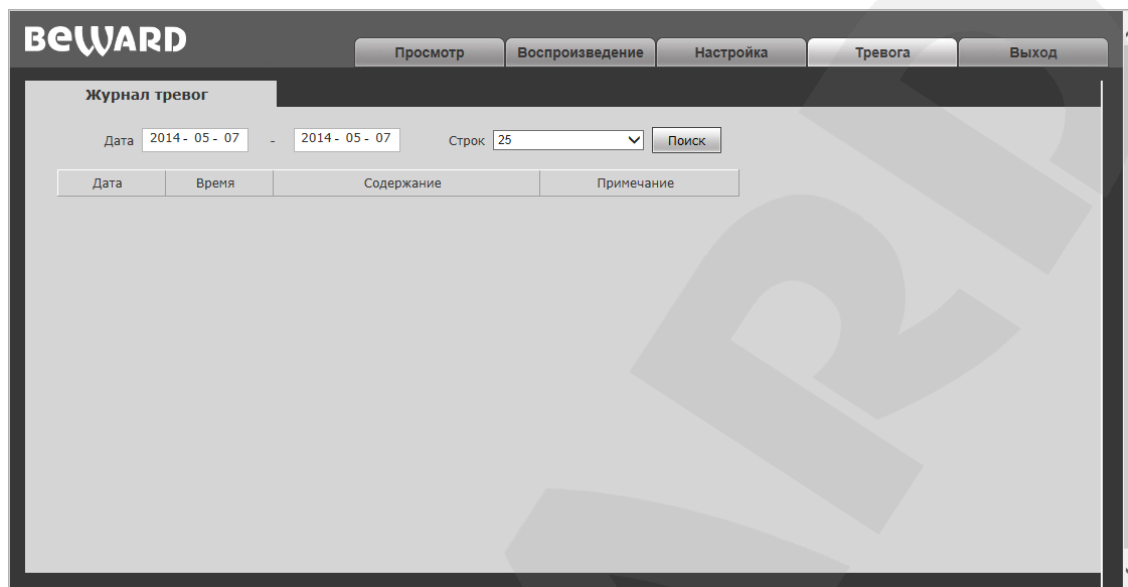 BEWARD
Просмотр Воспроизведение Настройка Тревога Выход
Журнал тревог
Дата 2014 - 05 - 07 - 2014 - 05 - 07 Строк 25 Поиск
Дата Время Содержание Примечание